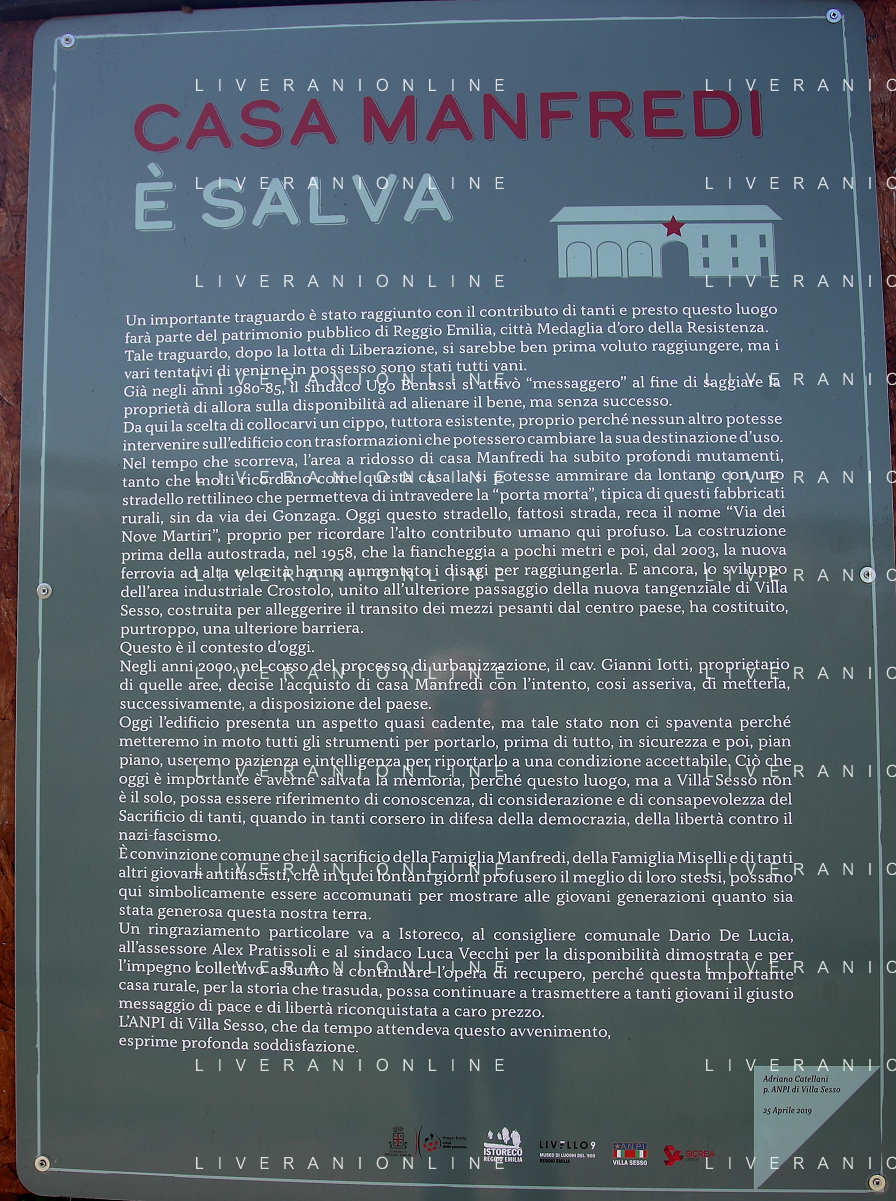 CASA MANFREDI
È SALVA
Un importante traguardo è stato raggiunto con il contributo di tanti e presto questo luogo
farà parte del patrimonio pubblico di Reggio Emilia, città Medaglia d'oro della Resistenza.
Tale traguardo, dopo la lotta di Liberazione, si sarebbe ben prima voluto raggiungere, ma i
vari tentativi di venirne in possesso sono stati tutti vani.
Già negli anni 1980-85, il sindaco Ugo Benassi si attivò “messaggero” al fine di saggiare la
proprietà di allora sulla disponibilità ad alienare il bene, ma senza successo.
Da qui la scelta di collocarvi un cippo, tuttora esistente, proprio perché nessun altro potesse
intervenire sull'edificio con trasformazioni che potessero cambiare la sua destinazione d'uso.
Nel tempo che scorreva, l'area a ridosso di casa Manfredi ha subito profondi mutamenti,
tanto che molti ricordano come questa casa la si potesse ammirare da lontano con uno
stradello rettilineo che permetteva di intravedere la “porta morta”, tipica di questi fabbricati
rurali, sin da via dei Gonzaga. Oggi questo stradello, fattosi strada, reca il nome “Via dei
Nove Martiri”, proprio per ricordare l'alto contributo umano qui profuso. La costruzione
prima della autostrada, nel 1958, che la fiancheggia a pochi metri e poi, dal 2003, la nuova
ferrovia ad alta velocità hanno aumentato i disagi per raggiungerla. E ancora, lo sviluppo
dell'area industriale Crostolo, unito all'ulteriore passaggio della nuova tangenziale di Villa
Sesso, costruita per alleggerire il transito dei mezzi pesanti dal centro paese, ha costituito,
purtroppo, una ulteriore barriera.
Questo è il contesto d'oggi.
Negli anni 2000, nel corso del processo di urbanizzazione, il cav. Gianni Iotti, proprietario
di quelle aree, decise l'acquisto di casa Manfredi con l'intento, cosi asseriva, di metterla,
successivamente, a disposizione del paese.
Oggi l'edificio presenta un aspetto quasi cadente, ma tale stato non ci spaventa perché
metteremo in moto tutti gli strumenti per portarlo, prima di tutto, in sicurezza e poi, pian
piano, useremo pazienza e intelligenza per riportarlo a una condizione accettabile. Ciò che
oggi è importante è averne salvata la memoria, perché questo luogo, ma a Villa Sesso non
è il solo, possa essere riferimento di conoscenza, di considerazione e di consapevolezza del
Sacrificio di tanti, quando in tanti corsero in difesa della democrazia, della libertà contro il
nazi-fascismo.
È convinzione comune che il sacrificio della Famiglia Manfredi, della Famiglia Miselli e di tanti
altri giovani antifascisti, che in quei lontani giorni profusero il meglio di loro stessi, possano
qui simbolicamente essere accomunati per mostrare alle giovani generazioni quanto sia
stata generosa questa nostra terra.
Un ringraziamento particolare va a Istoreco, al consigliere comunale Dario De Lucia,
all'assessore Alex Pratissoli e al sindaco Luca Vecchi per la disponibilità dimostrata e per
l'impegno collettivo assunto a continuare l'opera di recupero, perché questa importante
casa rurale, per la storia che trasuda, possa continuare a trasmettere a tanti giovani il giusto
messaggio di pace e di libertà riconquistata a caro prezzo.
L'ANPI di Villa Sesso, che da tempo attendeva questo avvenimento,
esprime profonda soddisfazione.
Adriano Catellani
p. ANPI di Villa Sesso
25 Aprile 2019
ISTORECO
REGGIO EMILIA
LIVELLO 9
MUSEO DI LUOGHI DEL '900
REGGIO EMILIA
ANPI
VILLA SESSO
SICREA
LIVERANIONLINE